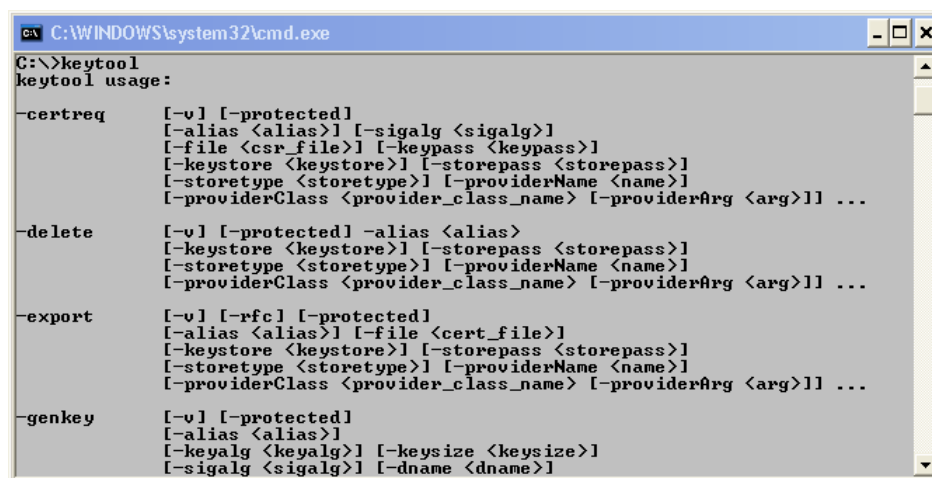 C:\WINDOWS\system32\cmd.exe
C:\>keytool
keytool usage:
-certreq [-v] [-protected]
[-alias <alias>] [-sigalg <sigalg>]
[-file <csr_file>] [-keypass <keypass>]
[-keystore <keystore>] [-storepass <storepass>]
[-storetype <storetype>] [-providerName <name>]
[-providerClass <provider_class_name> [-providerArg <arg>]] ...
-delete [-v] [-protected] -alias <alias>
[-keystore <keystore>] [-storepass <storepass>]
[-storetype <storetype>] [-providerName <name>]
[-providerClass <provider_class_name> [-providerArg <arg>]] ...
-export [-v] [-rfc] [-protected]
[-alias <alias>] [-file <cert_file>]
[-keystore <keystore>] [-storepass <storepass>]
[-storetype <storetype>] [-providerName <name>]
[-providerClass <provider_class_name> [-providerArg <arg>]] ...
-genkey [-v] [-protected]
[-alias <alias>]
[-keyalg <keyalg>] [-keysize <keysize>]
[-sigalg <sigalg>] [-dname <dname>]